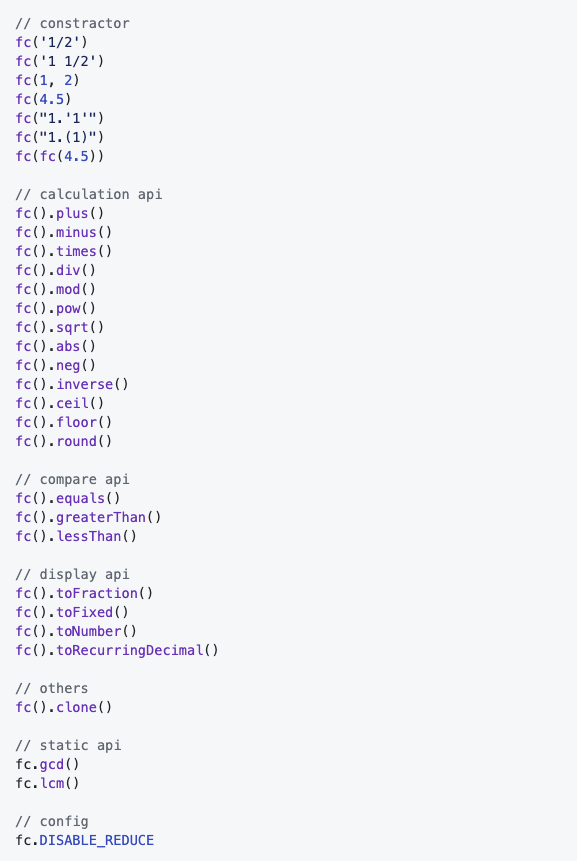 // constractor
fc('1/2')
fc('1 1/2')
fc(1, 2)
fc(4.5)
fc("1.'1'")
fc("1.(1)")
fc(fc(4.5))

// calculation api
fc().plus()
fc().minus()
fc().times()
fc().div()
fc().mod()
fc().pow()
fc().sqrt()
fc().abs()
fc().neg()
fc().inverse()
fc().ceil()
fc().floor()
fc().round()

// compare api
fc().equals()
fc().greaterThan()
fc().lessThan()

// display api
fc().toFraction()
fc().toFixed()
fc().toNumber()
fc().toRecurringDecimal()

// others
fc().clone()

// static api
fc.gcd()
fc.lcm()

// config
fc.DISABLE_REDUCE